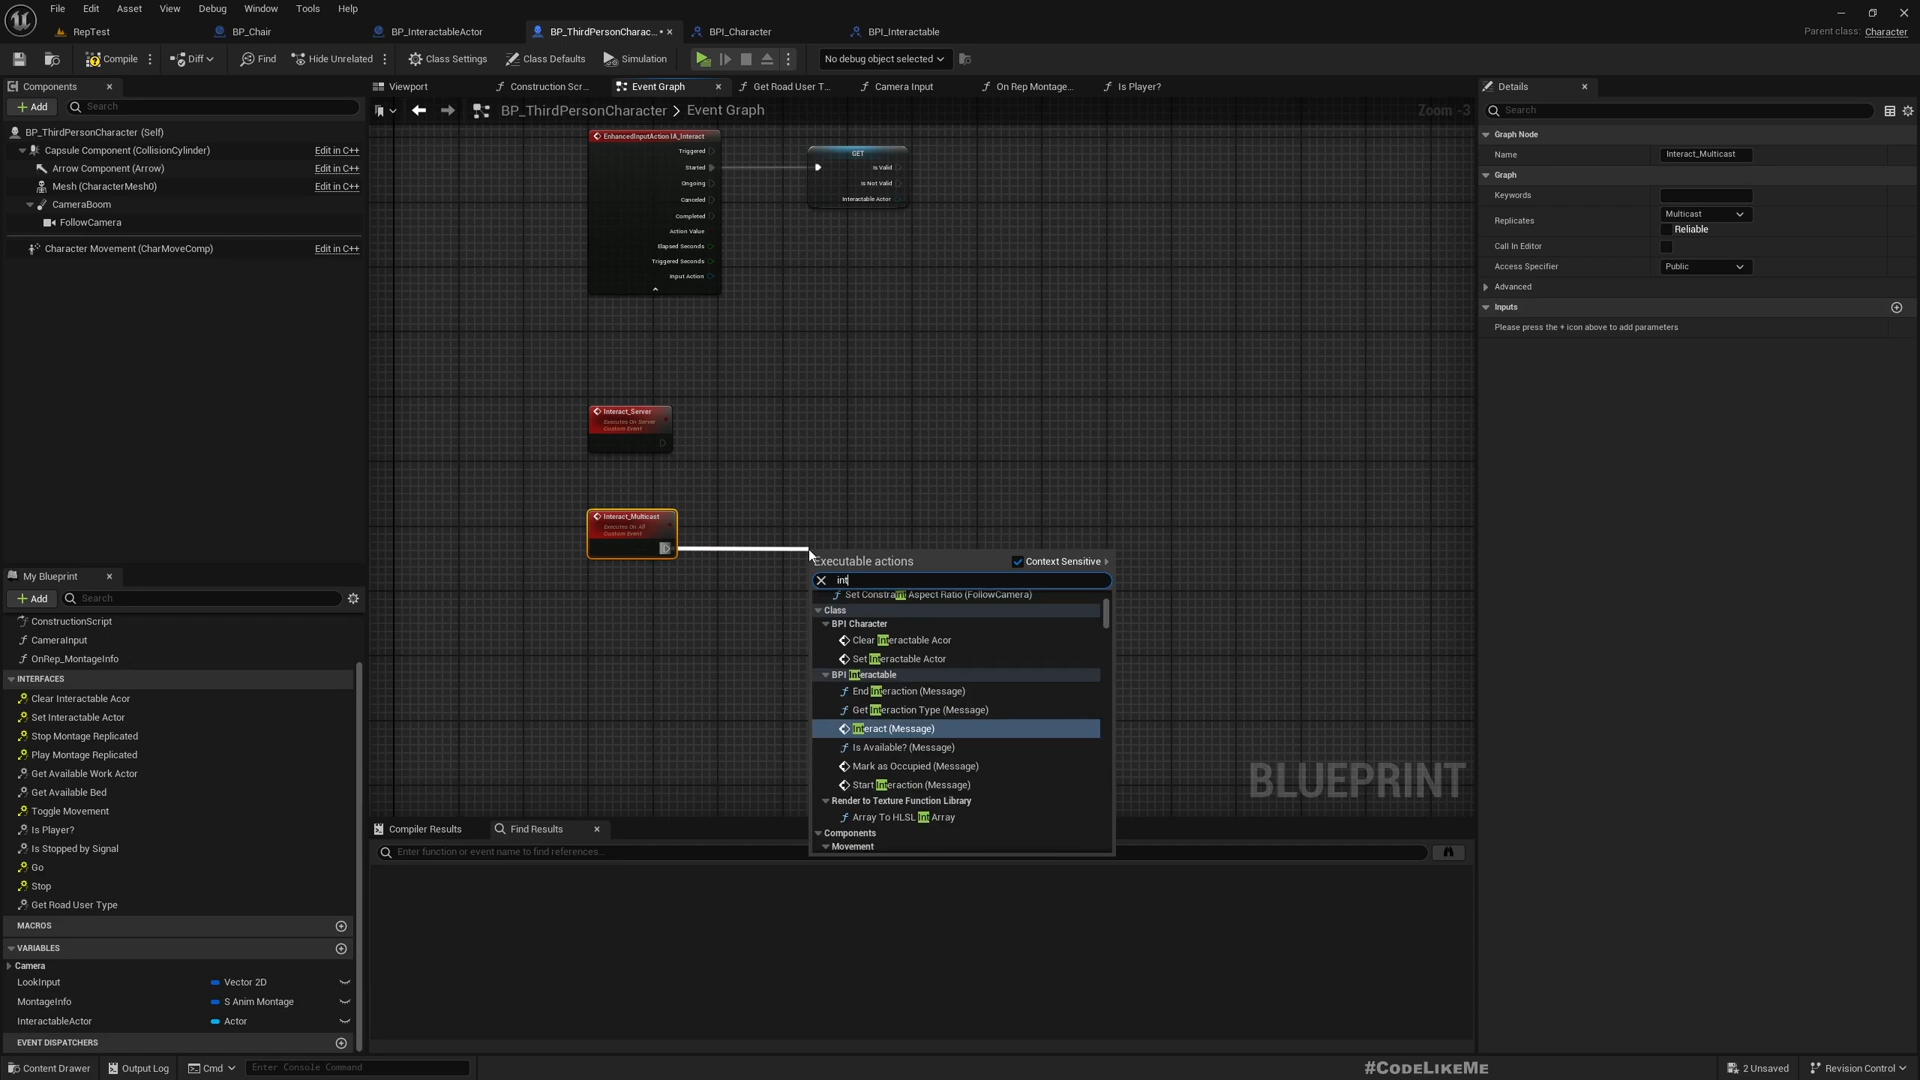 File Edit Asset View Debug Window Tools Help
RepTest BP_Chair BP_InteractableActor BP_ThirdPersonCharac...• BPI_Character BPI_Interactable Parent class: Character
Compile Diff Find Hide Unrelated Class Settings Class Defaults Simulation No debug object selected
Components Viewport Construction Scr... Event Graph Get Road User T... Camera Input On Rep Montage... Is Player? Details
Add Search BP_ThirdPersonCharacter > Event Graph Zoom -3 Search
BP_ThirdPersonCharacter (Self)
Capsule Component (CollisionCylinder) Edit in C++
Arrow Component (Arrow) Edit in C++
Mesh (CharacterMesh0) Edit in C++
CameraBoom
FollowCamera
Character Movement (CharMoveComp) Edit in C++
EnhancedInputAction IA_Interact
Triggered
Started
Ongoing
Canceled
Completed
Action Value
Elapsed Seconds
Triggered Seconds
Input Action
GET
Is Valid
Is Not Valid
Interactable Actor
Interact_Server
Executes On Server
Custom Event
Interact_Multicast
Executes On All
Custom Event
Executable actions Context Sensitive
int
Set Constraint Aspect Ratio (FollowCamera)
Class
BPI Character
Clear Interactable Acor
Set Interactable Actor
BPI Interactable
End Interaction (Message)
Get Interaction Type (Message)
Interact (Message)
Is Available? (Message)
Mark as Occupied (Message)
Start Interaction (Message)
Render to Texture Function Library
Array To HLSL Int Array
Components
Movement
BLUEPRINT
Graph Node
Name Interact_Multicast
Graph
Keywords
Replicates Multicast
Reliable
Call In Editor
Access Specifier Public
Advanced
Inputs
Please press the + icon above to add parameters
My Blueprint
Add Search
ConstructionScript
CameraInput
OnRep_MontageInfo
INTERFACES
Clear Interactable Acor
Set Interactable Actor
Stop Montage Replicated
Play Montage Replicated
Get Available Work Actor
Get Available Bed
Toggle Movement
Is Player?
Is Stopped by Signal
Go
Stop
Get Road User Type
MACROS
VARIABLES
Camera
LookInput Vector 2D
MontageInfo S Anim Montage
InteractableActor Actor
EVENT DISPATCHERS
Compiler Results Find Results
Enter function or event name to find references...
Content Drawer Output Log Cmd Enter Console Command #CODELIKEME 2 Unsaved Revision Control